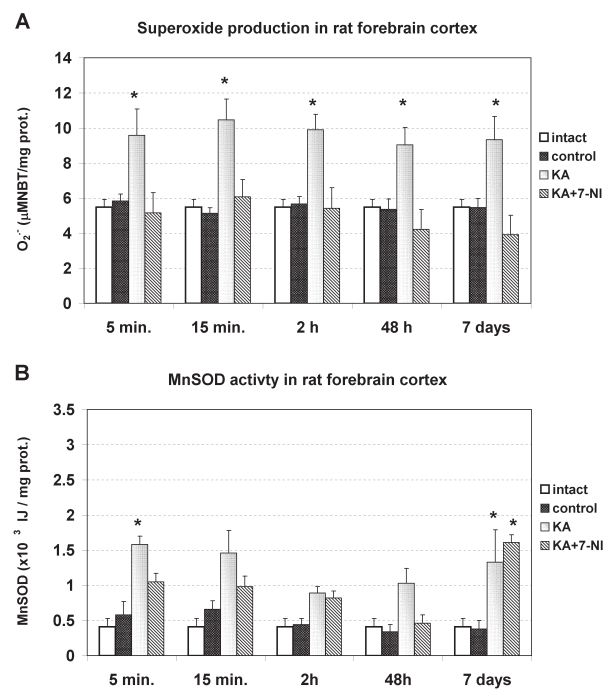 A
Superoxide production in rat forebrain cortex
O₂·⁻ (µMNBT/mg prot.)
14
12
10
8
6
4
2
0
* * * * *
5 min. 15 min. 2 h 48 h 7 days
intact
control
KA
KA+7-NI
B
MnSOD activty in rat forebrain cortex
MnSOD (x10 ³ IJ / mg prot.)
3.5
3
2.5
2
1.5
1
0.5
0
* * *
5 min. 15 min. 2h 48h 7 days
intact
control
KA
KA+7-NI